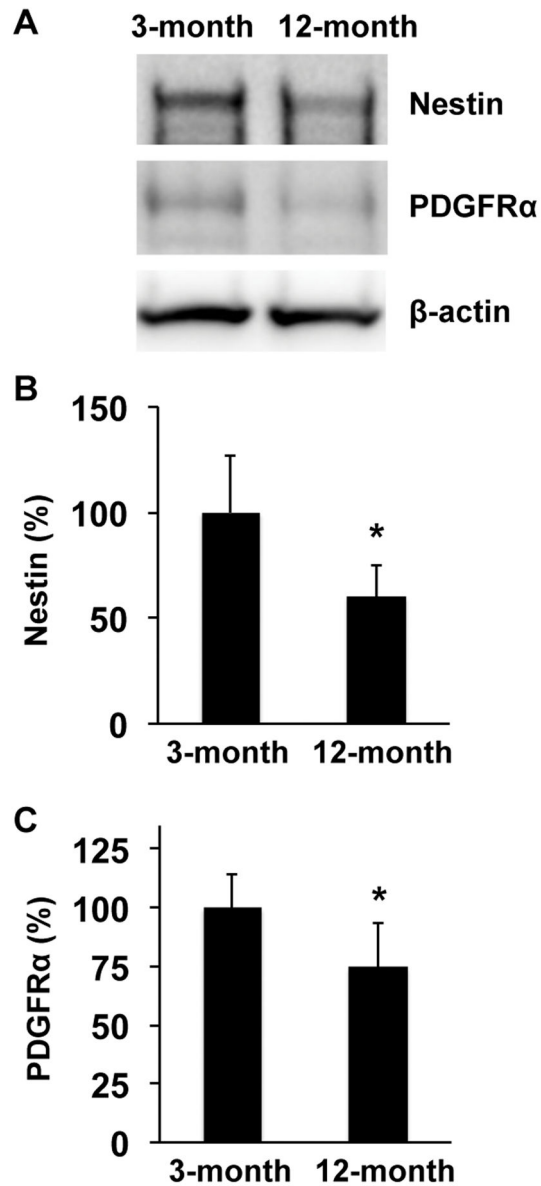 A
3-month 12-month
Nestin
PDGFRα
β-actin
B
150
100
50
0
Nestin (%)
*
3-month 12-month
C
125
100
75
50
25
0
PDGFRα (%)
*
3-month 12-month